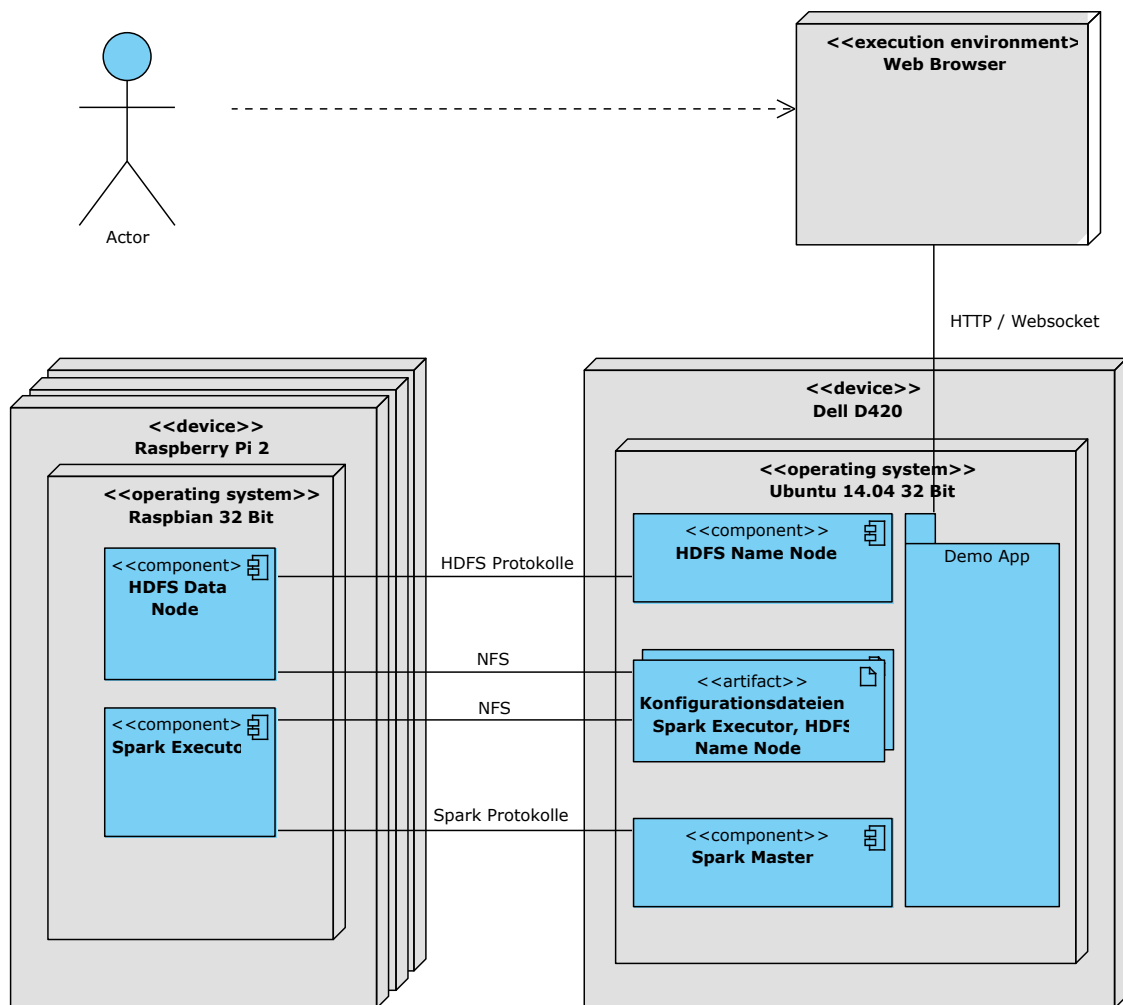 <<execution environment>
Web Browser
Actor
HTTP / Websocket
<<device>>
Raspberry Pi 2
<<operating system>>
Raspbian 32 Bit
<<component>
HDFS Data
Node
<<component>
Spark Executo
HDFS Protokolle
NFS
NFS
Spark Protokolle
<<device>>
Dell D420
<<operating system>>
Ubuntu 14.04 32 Bit
<<component>>
HDFS Name Node
<<artifact>>
Konfigurationsdateien
Spark Executor, HDFS
Name Node
<<component>>
Spark Master
Demo App